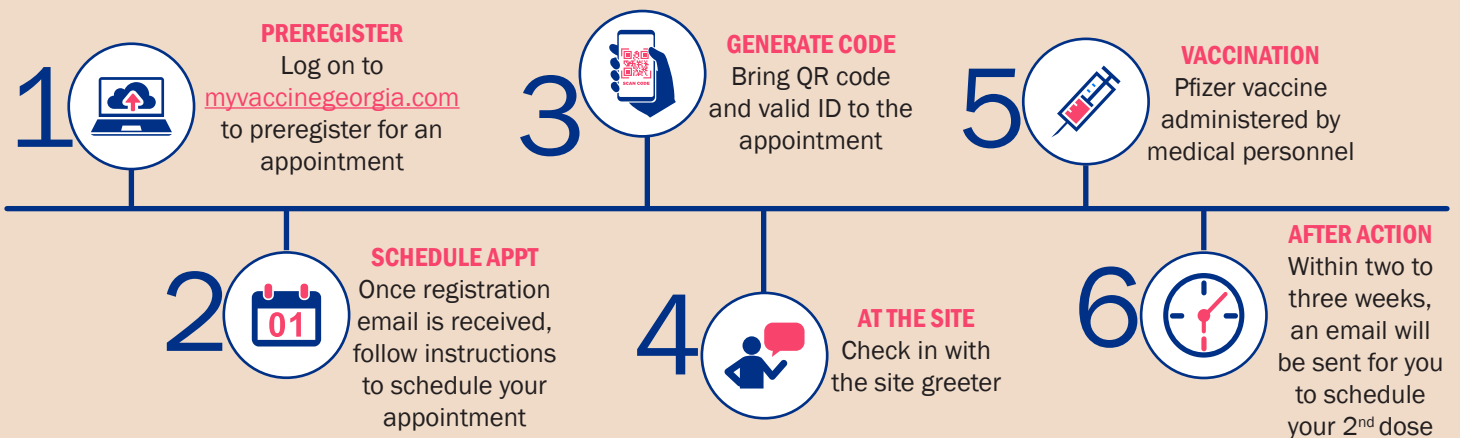 1
PREREGISTER
Log on to
myvaccinegeorgia.com
to preregister for an
appointment
2
01
SCHEDULE APPT
Once registration
email is received,
follow instructions
to schedule your
appointment
3
SCAN CODE
GENERATE CODE
Bring QR code
and valid ID to the
appointment
4
AT THE SITE
Check in with
the site greeter
5
VACCINATION
Pfizer vaccine
administered by
medical personnel
6
AFTER ACTION
Within two to
three weeks,
an email will
be sent for you
to schedule
your 2nd dose